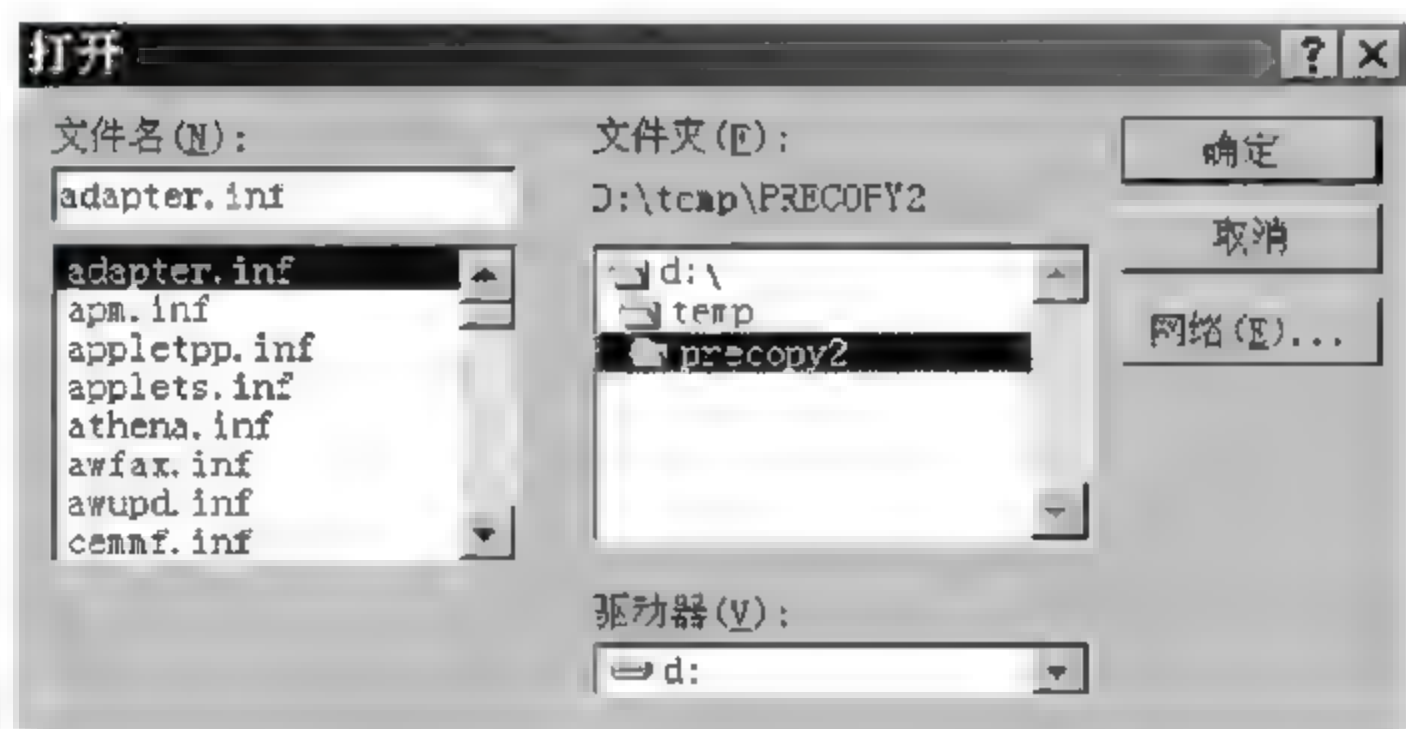 打开
文件名(N):
adapter.inf
adapter.inf
apm.inf
appletpp.inf
applets.inf
athena.inf
awfax.inf
awupd.inf
cemmf.inf
文件夹(F):
D:\temp\PRECOPY2
d:\
temp
precopy2
驱动器(V):
d:
确定
取消
网络(E)...